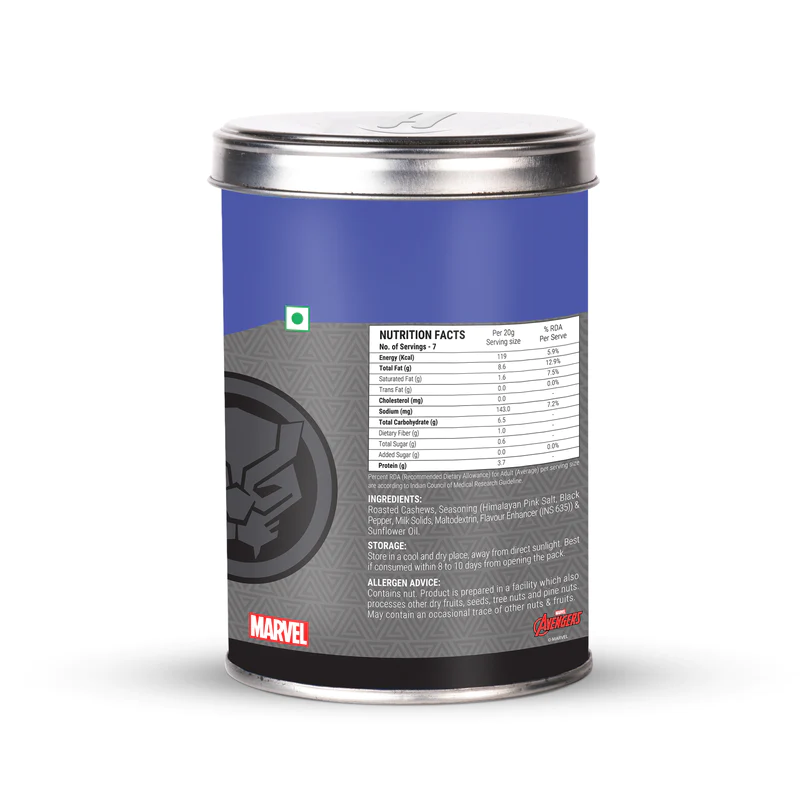 NUTRITION FACTS Per 20g Serving size % RDA Per Serve
No. of Servings - 7
Energy (Kcal) 119 5.9%
Total Fat (g) 8.6 12.9%
Saturated Fat (g) 1.6 7.5%
Trans Fat (g) 0.0 0.0%
Cholesterol (mg) 0.0 -
Sodium (mg) 143.0 7.2%
Total Carbohydrate (g) 6.5 -
Dietary Fiber (g) 1.0 -
Total Sugar (g) 0.6 -
Added Sugar (g) 0.0 0.0%
Protein (g) 3.7 -
Percent RDA (Recommended Dietary Allowance) for Adult (Average) per serving size
are according to Indian Council of Medical Research Guideline.
INGREDIENTS:
Roasted Cashews, Seasoning (Himalayan Pink Salt, Black
Pepper, Milk Solids, Maltodextrin, Flavour Enhancer (INS 635)) &
Sunflower Oil.
STORAGE:
Store in a cool and dry place, away from direct sunlight. Best
if consumed within 8 to 10 days from opening the pack.
ALLERGEN ADVICE:
Contains nut. Product is prepared in a facility which also
processes other dry fruits, seeds, tree nuts and pine nuts.
May contain an occasional trace of other nuts & fruits.
MARVEL
MARVEL
AVENGERS
© MARVEL